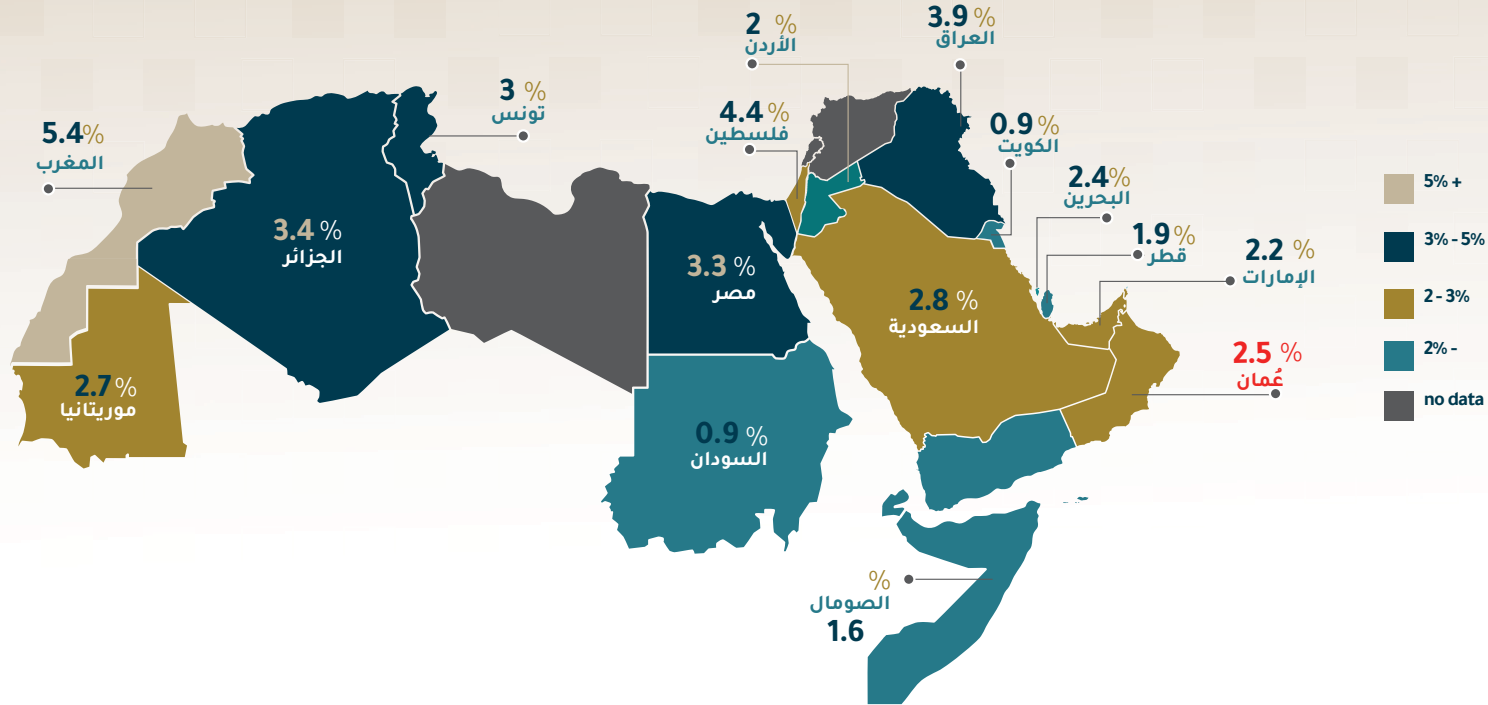 2 %
الأردن
3.9 %
العراق
3 %
تونس
4.4%
فلسطين
0.9 %
الكويت
5.4%
المغرب
2.4%
البحرين
1.9 %
قطر
2.2 %
الإمارات
3.4 %
الجزائر
3.3 %
مصر
2.8 %
السعودية
2.5 %
عُمان
2.7 %
موريتانيا
0.9 %
السودان
%
الصومال
1.6
5% +
3% - 5%
2 - 3%
2% -
no data